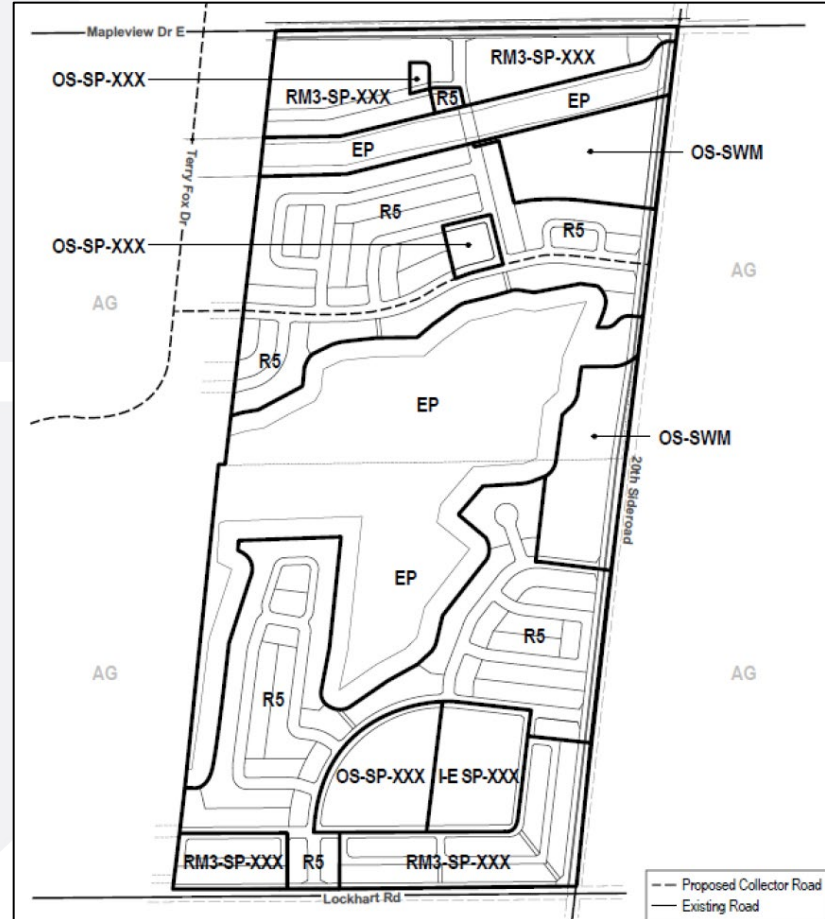 Mapleview Dr E
RM3-SP-XXX
OS-SP-XXX
RM3-SP-XXX
R5
EP
EP
OS-SWM
Terry Fox Dr
R5
R5
OS-SP-XXX
AG
AG
R5
EP
OS-SWM
20th Sideroad
EP
R5
AG
R5
AG
OS-SP-XXX
I-E SP-XXX
RM3-SP-XXX
R5
RM3-SP-XXX
Lockhart Rd
Proposed Collector Road
Existing Road